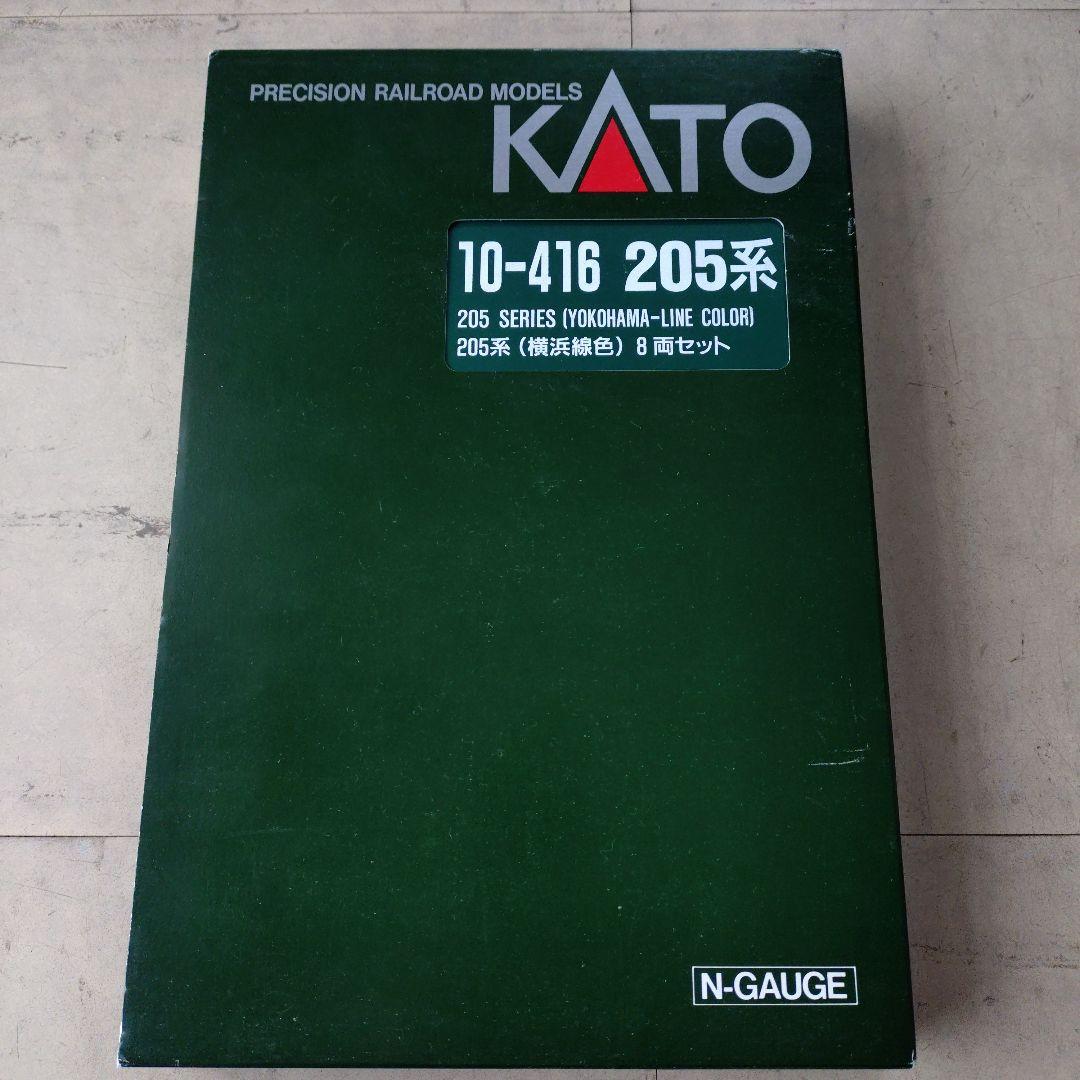 PRECISION RAILROAD MODELS
KATO
10-416 205系
205 SERIES (YOKOHAMA-LINE COLOR)
205系（横浜線色）8両セット
N-GAUGE